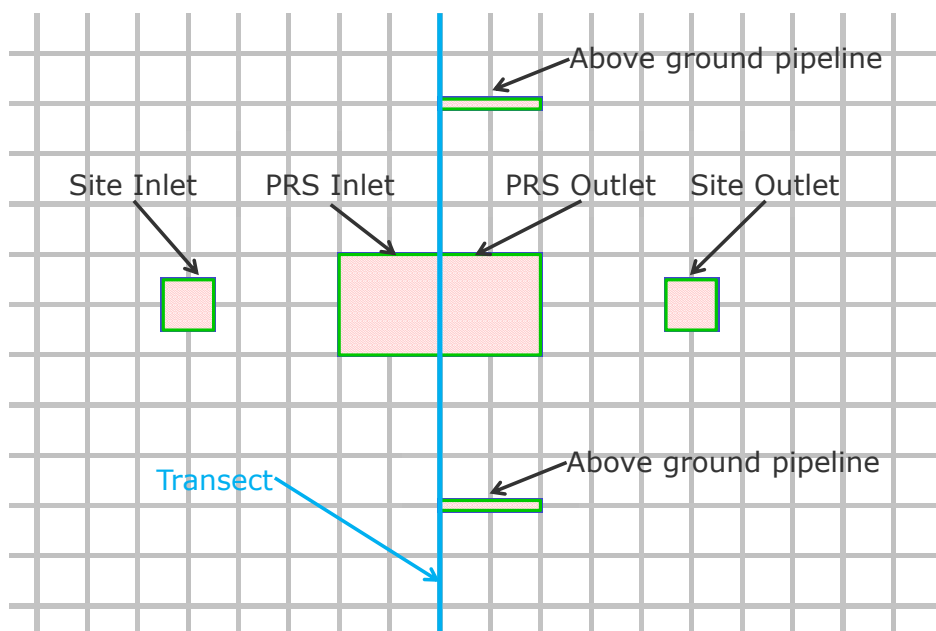 Above ground pipeline
Site Inlet
PRS Inlet
PRS Outlet
Site Outlet
Above ground pipeline
Transect